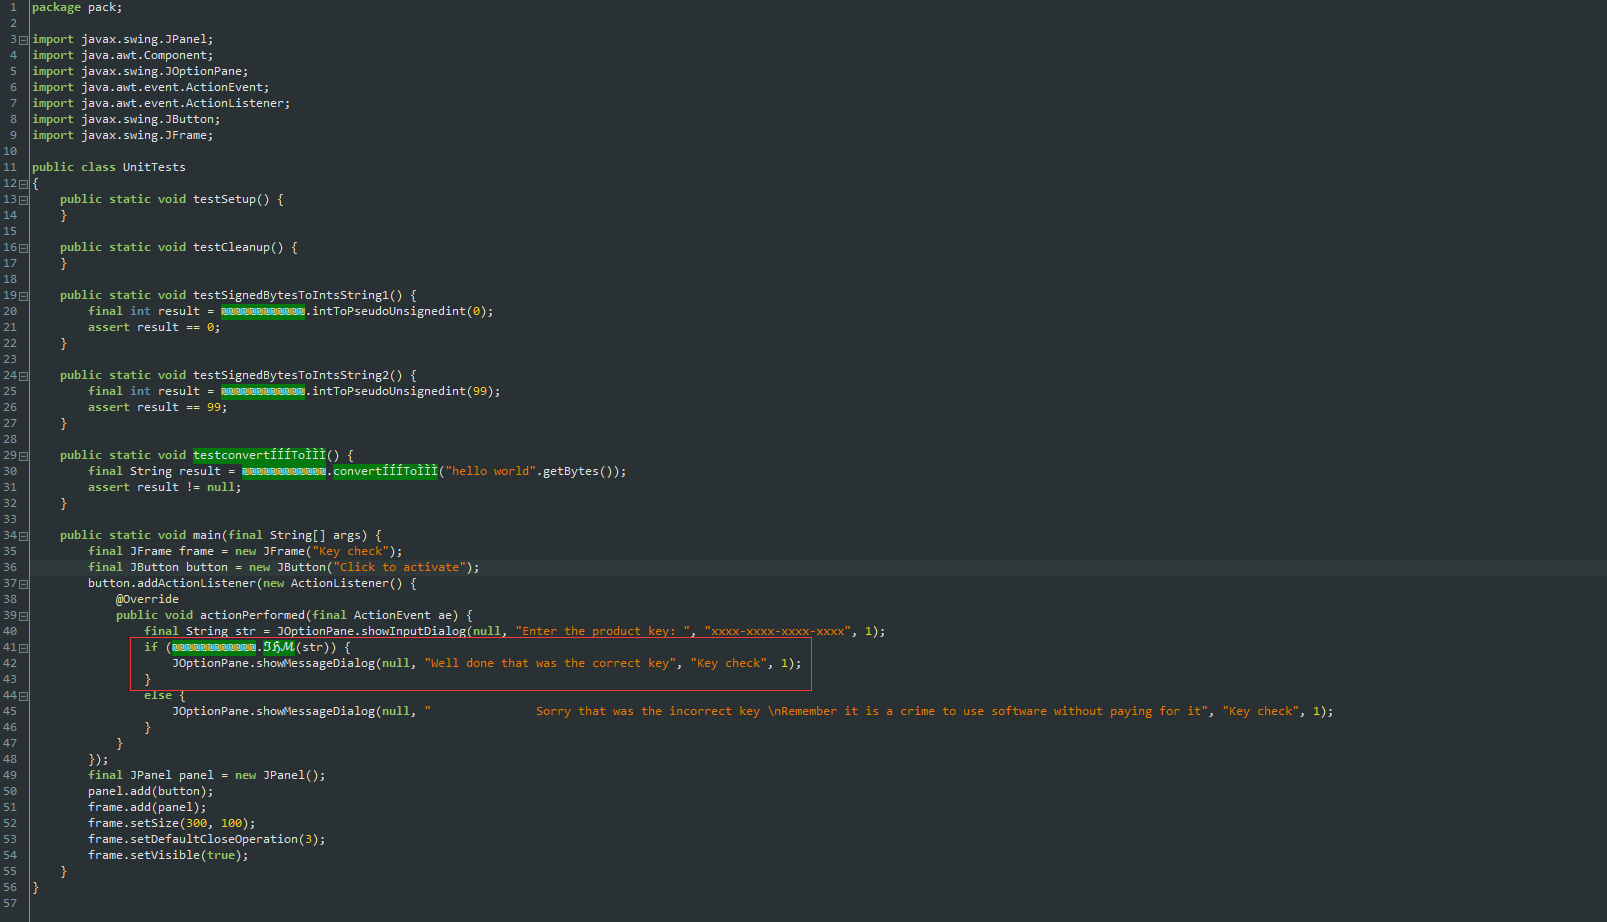 1 package pack;
2
3 import javax.swing.JPanel;
4 import java.awt.Component;
5 import javax.swing.JOptionPane;
6 import java.awt.event.ActionEvent;
7 import java.awt.event.ActionListener;
8 import javax.swing.JButton;
9 import javax.swing.JFrame;
10
11 public class UnitTests
12 {
13 public static void testSetup() {
14 }
15
16 public static void testCleanup() {
17 }
18
19 public static void testSignedBytesToIntsString1() {
20 final int result = ₪₪₪₪₪₪₪₪₪₪₪₪.intToPseudoUnsignedint(0);
21 assert result == 0;
22 }
23
24 public static void testSignedBytesToIntsString2() {
25 final int result = ₪₪₪₪₪₪₪₪₪₪₪₪.intToPseudoUnsignedint(99);
26 assert result == 99;
27 }
28
29 public static void testconvertÍÍÍToÌÌÌ() {
30 final String result = ₪₪₪₪₪₪₪₪₪₪₪₪.convertÍÍÍToÌÌÌ("hello world".getBytes());
31 assert result != null;
32 }
33
34 public static void main(final String[] args) {
35 final JFrame frame = new JFrame("Key check");
36 final JButton button = new JButton("Click to activate");
37 button.addActionListener(new ActionListener() {
38 @Override
39 public void actionPerformed(final ActionEvent ae) {
40 final String str = JOptionPane.showInputDialog(null, "Enter the product key: ", "xxxx-xxxx-xxxx-xxxx", 1);
41 if (₪₪₪₪₪₪₪₪₪₪₪₪.(str)) {
42 JOptionPane.showMessageDialog(null, "Well done that was the correct key", "Key check", 1);
43 }
44 else {
45 JOptionPane.showMessageDialog(null, " Sorry that was the incorrect key \nRemember it is a crime to use software without paying for it", "Key check", 1);
46 }
47 }
48 });
49 final JPanel panel = new JPanel();
50 panel.add(button);
51 frame.add(panel);
52 frame.setSize(300, 100);
53 frame.setDefaultCloseOperation(3);
54 frame.setVisible(true);
55 }
56 }
57